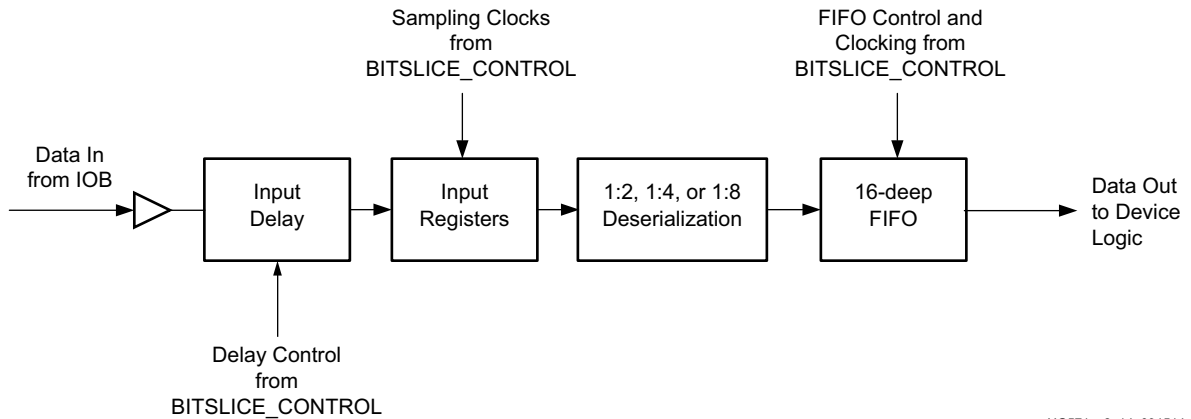 Sampling Clocks
from
BITSLICE_CONTROL
FIFO Control and
Clocking from
BITSLICE_CONTROL
Data In
from IOB
Input
Delay
Input
Registers
1:2, 1:4, or 1:8
Deserialization
16-deep
FIFO
Data Out
to Device
Logic
Delay Control
from
BITSLICE_CONTROL